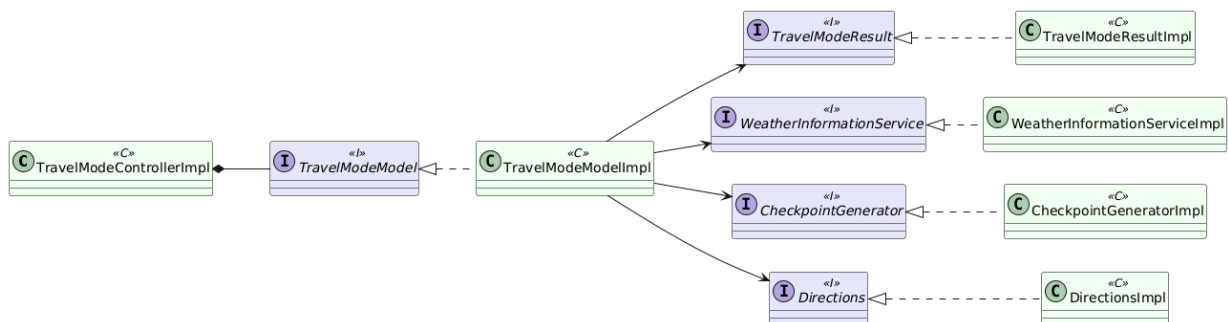 I «I» TravelModeResult
C «C» TravelModeResultImpl
I «I» WeatherInformationService
C «C» WeatherInformationServiceImpl
C «C» TravelModeControllerImpl
I «I» TravelModeModel
C «C» TravelModeModelImpl
I «I» CheckpointGenerator
C «C» CheckpointGeneratorImpl
I «I» Directions
C «C» DirectionsImpl